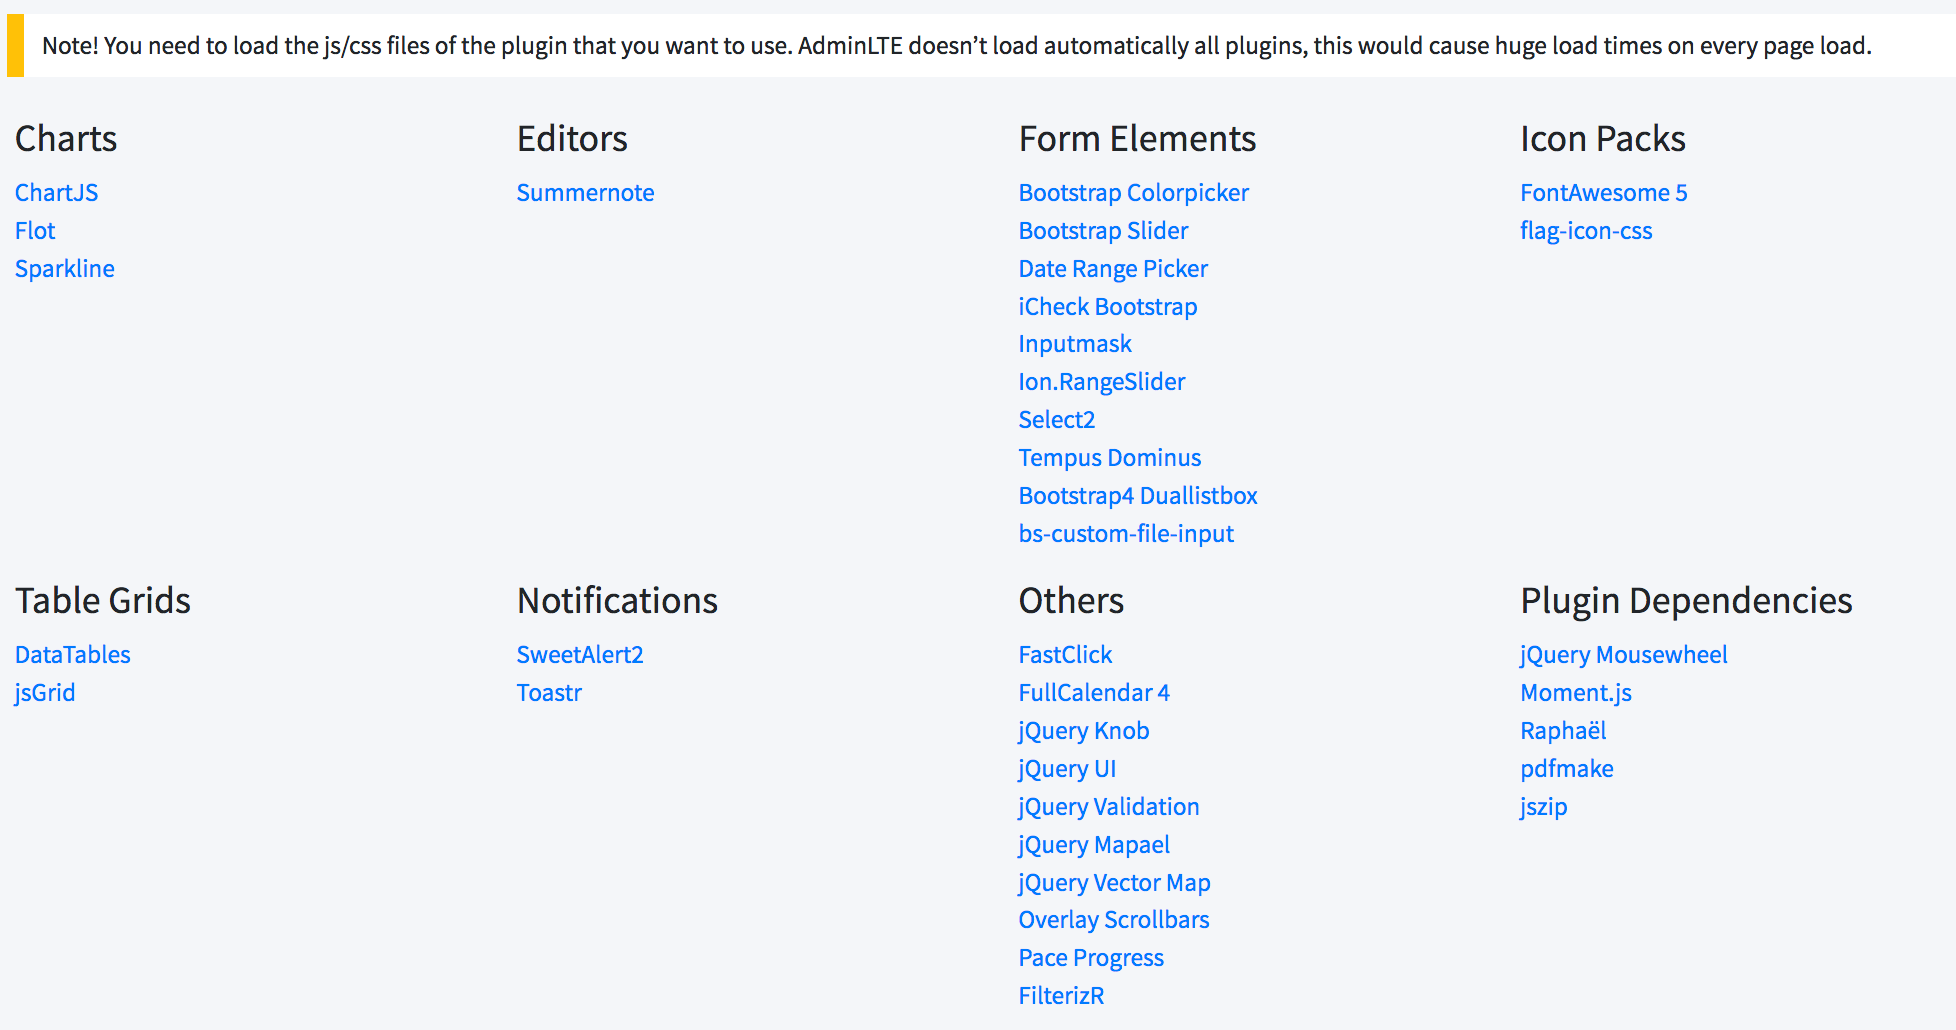 Note! You need to load the js/css files of the plugin that you want to use. AdminLTE doesn’t load automatically all plugins, this would cause huge load times on every page load.
Charts
ChartJS
Flot
Sparkline
Editors
Summernote
Form Elements
Bootstrap Colorpicker
Bootstrap Slider
Date Range Picker
iCheck Bootstrap
Inputmask
Ion.RangeSlider
Select2
Tempus Dominus
Bootstrap4 Duallistbox
bs-custom-file-input
Icon Packs
FontAwesome 5
flag-icon-css
Table Grids
DataTables
jsGrid
Notifications
SweetAlert2
Toastr
Others
FastClick
FullCalendar 4
jQuery Knob
jQuery UI
jQuery Validation
jQuery Mapael
jQuery Vector Map
Overlay Scrollbars
Pace Progress
FilterizR
Plugin Dependencies
jQuery Mousewheel
Moment.js
Raphaël
pdfmake
jszip